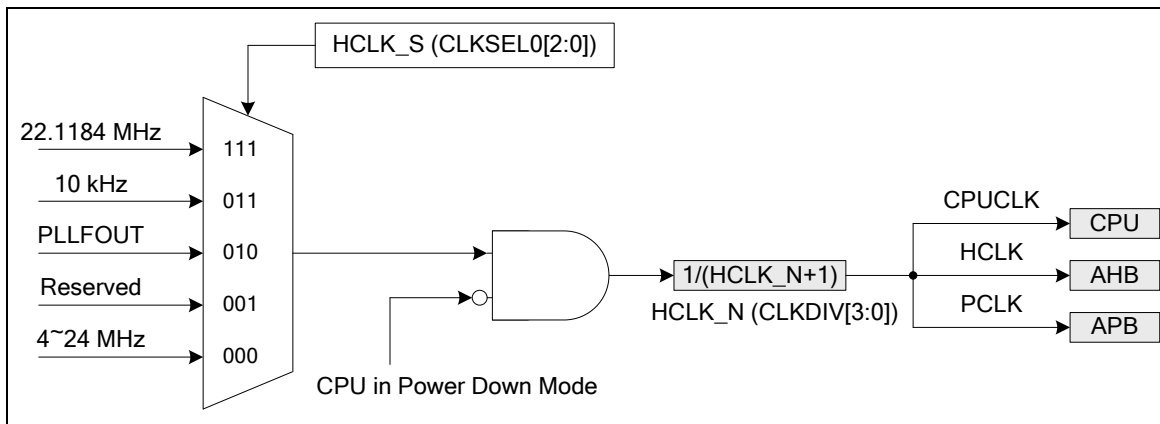 HCLK_S (CLKSEL0[2:0])
22.1184 MHz
111
10 kHz
011
PLLFOUT
010
Reserved
001
4~24 MHz
000
CPU in Power Down Mode
1/(HCLK_N+1)
HCLK_N (CLKDIV[3:0])
CPUCLK
CPU
HCLK
AHB
PCLK
APB